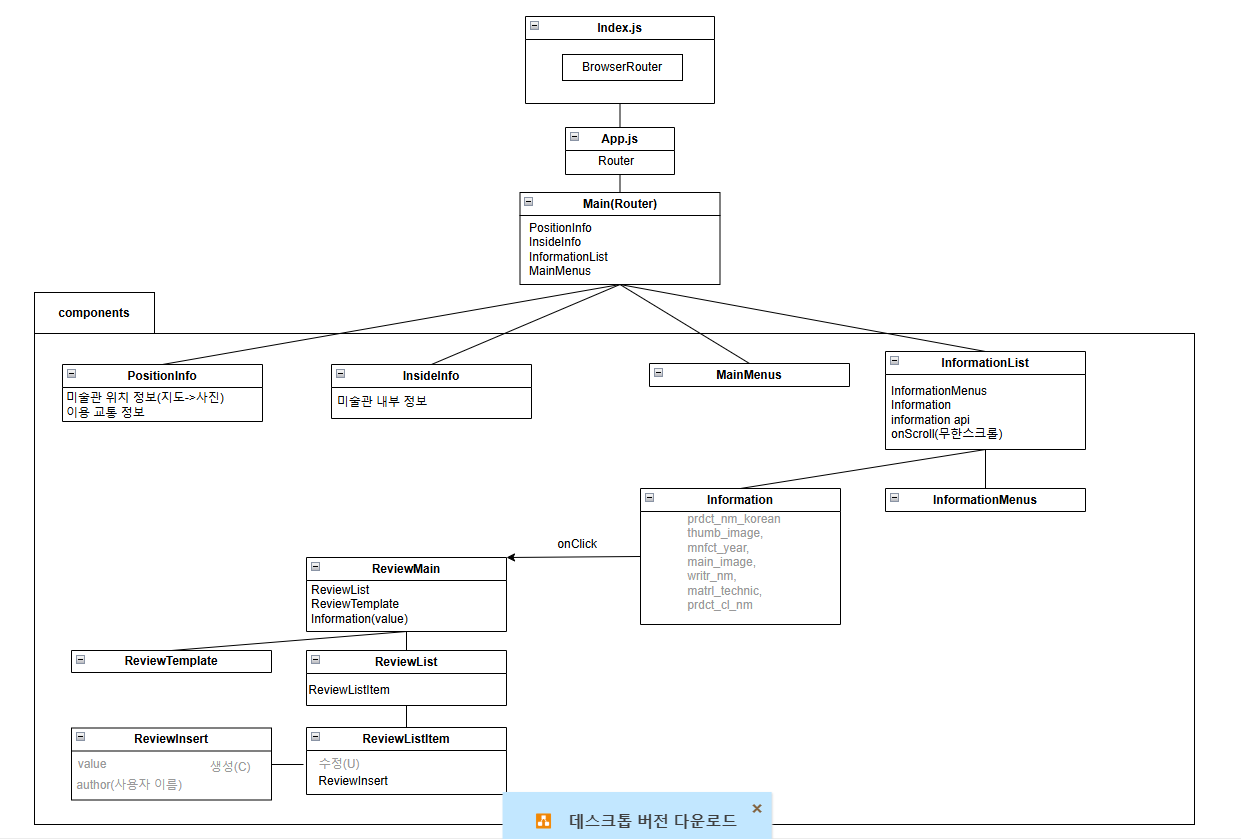 Index.js
BrowserRouter
App.js
Router
Main(Router)
PositionInfo
InsideInfo
InformationList
MainMenus
components
PositionInfo
미술관 위치 정보(지도->사진)
이용 교통 정보
InsideInfo
미술관 내부 정보
MainMenus
InformationList
InformationMenus
Information
information api
onScroll(무한스크롤)
Information
prdct_nm_korean
thumb_image,
mnfct_year,
main_image,
writr_nm,
matrl_technic,
prdct_cl_nm
InformationMenus
onClick
ReviewMain
ReviewList
ReviewTemplate
Information(value)
ReviewTemplate
ReviewList
ReviewListItem
ReviewInsert
value 생성(C)
author(사용자 이름)
ReviewListItem
수정(U)
ReviewInsert
데스크톱 버전 다운로드